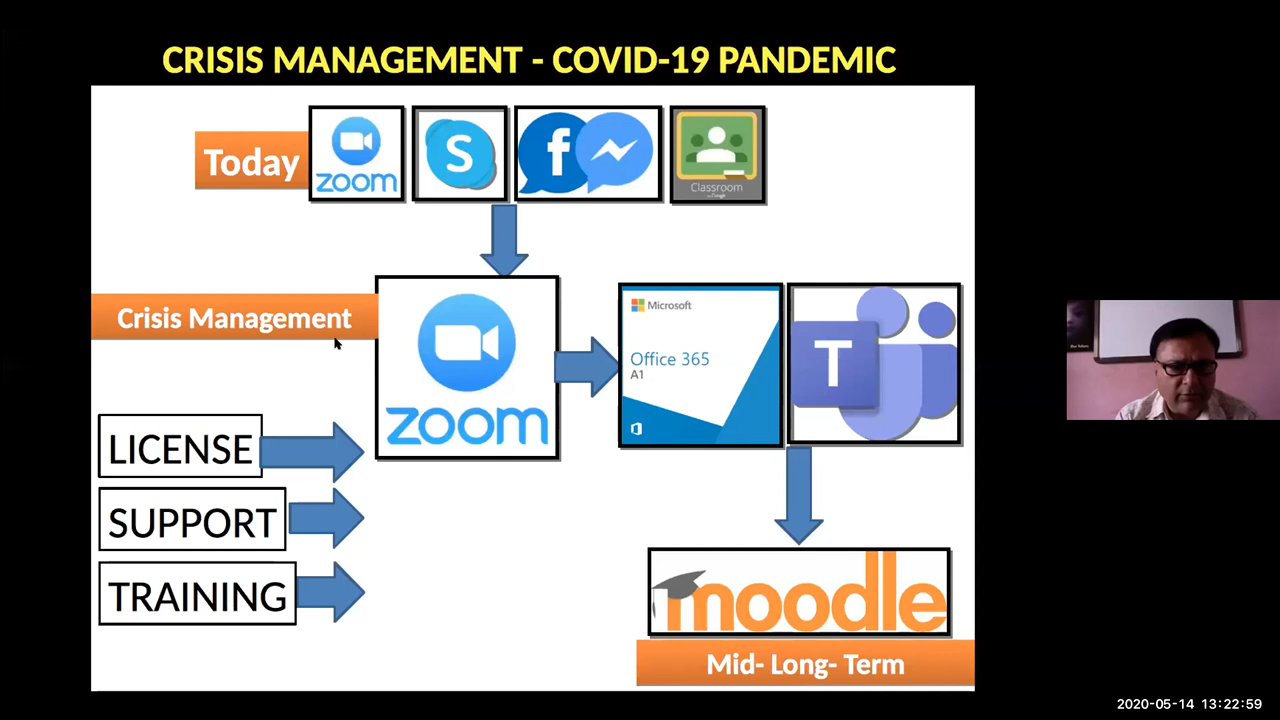 CRISIS MANAGEMENT - COVID-19 PANDEMIC
Today
zoom
S
f
Classroom
Crisis Management
zoom
Microsoft
Office 365
A1
T
LICENSE
SUPPORT
TRAINING
moodle
Mid- Long- Term
2020-05-14 13:22:59